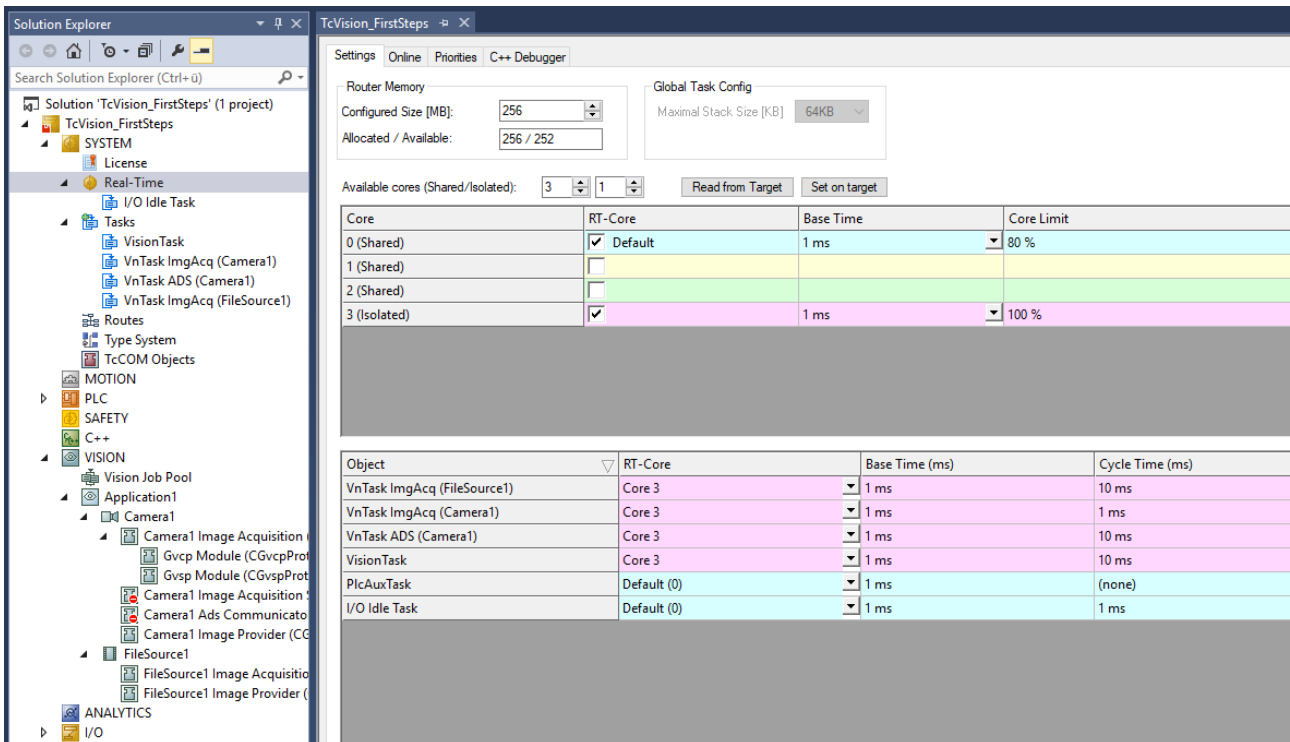 Solution Explorer
Search Solution Explorer (Ctrl+ü)
Solution 'TcVision_FirstSteps' (1 project)
TcVision_FirstSteps
SYSTEM
License
Real-Time
I/O Idle Task
Tasks
VisionTask
VnTask ImgAcq (Camera1)
VnTask ADS (Camera1)
VnTask ImgAcq (FileSource1)
Routes
Type System
TcCOM Objects
MOTION
PLC
SAFETY
C++
VISION
Vision Job Pool
Application1
Camera1
Camera1 Image Acquisition (
Gvcp Module (CGvcpProt
Gvsp Module (CGvspProt
Camera1 Image Acquisition S
Camera1 Ads Communicato
Camera1 Image Provider (CG
FileSource1
FileSource1 Image Acquisitio
FileSource1 Image Provider (
ANALYTICS
I/O
TcVision_FirstSteps
Settings Online Priorities C++ Debugger
Router Memory
Configured Size [MB]: 256
Allocated / Available: 256 / 252
Global Task Config
Maximal Stack Size [KB] 64KB
Available cores (Shared/Isolated): 3 1 Read from Target Set on target
Core RT-Core Base Time Core Limit
0 (Shared) Default 1 ms 80 %
1 (Shared)
2 (Shared)
3 (Isolated) 1 ms 100 %
Object RT-Core Base Time (ms) Cycle Time (ms)
VnTask ImgAcq (FileSource1) Core 3 1 ms 10 ms
VnTask ImgAcq (Camera1) Core 3 1 ms 1 ms
VnTask ADS (Camera1) Core 3 1 ms 10 ms
VisionTask Core 3 1 ms 10 ms
PlcAuxTask Default (0) 1 ms (none)
I/O Idle Task Default (0) 1 ms 1 ms